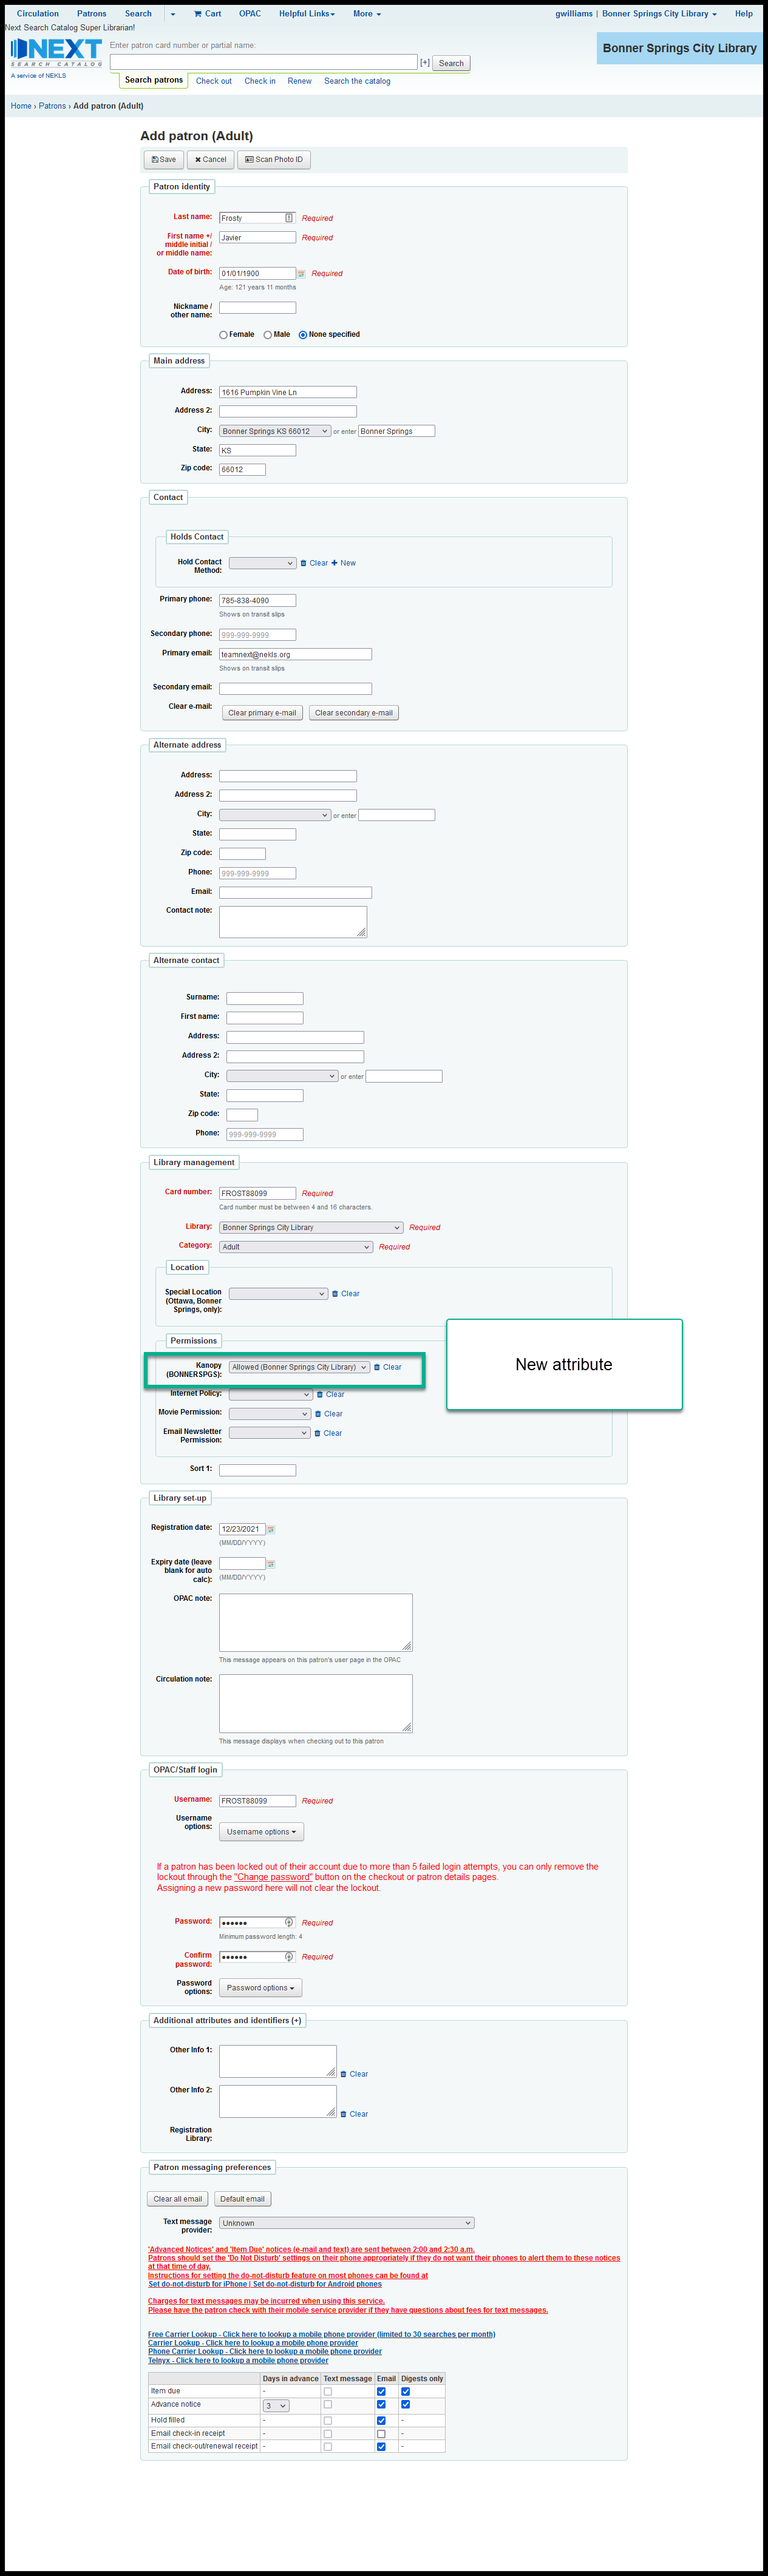 Circulation Patrons Search Cart OPAC Helpful Links More gwilliams | Bonner Springs City Library Help
Next Search Catalog Super Librarian!
NEXT
SEARCH CATALOG
A service of NEKLS
Enter patron card number or partial name:
[+] Search
Search patrons Check out Check in Renew Search the catalog
Bonner Springs City Library
Home › Patrons › Add patron (Adult)
Add patron (Adult)
Save Cancel Scan Photo ID
Patron identity
Last name: Frosty Required
First name +/ middle initial / or middle name: Javier Required
Date of birth: 01/01/1900 Required
Age: 121 years 11 months
Nickname / other name:
Female Male None specified
Main address
Address: 1616 Pumpkin Vine Ln
Address 2:
City: Bonner Springs KS 66012 or enter Bonner Springs
State: KS
Zip code: 66012
Contact
Holds Contact
Hold Contact Method: Clear New
Primary phone: 785-838-4090
Shows on transit slips
Secondary phone: 999-999-9999
Primary email: teamnext@nekls.org
Shows on transit slips
Secondary email:
Clear e-mail: Clear primary e-mail Clear secondary e-mail
Alternate address
Address:
Address 2:
City: or enter
State:
Zip code:
Phone: 999-999-9999
Email:
Contact note:
Alternate contact
Surname:
First name:
Address:
Address 2:
City: or enter
State:
Zip code:
Phone: 999-999-9999
Library management
Card number: FROST88099 Required
Card number must be between 4 and 16 characters.
Library: Bonner Springs City Library Required
Category: Adult Required
Location
Special Location (Ottawa, Bonner Springs, only): Clear
Permissions
Kanopy (BONNERSPGS): Allowed (Bonner Springs City Library) Clear
New attribute
Internet Policy: Clear
Movie Permission: Clear
Email Newsletter Permission: Clear
Sort 1:
Library set-up
Registration date: 12/23/2021
(MM/DD/YYYY)
Expiry date (leave blank for auto calc):
(MM/DD/YYYY)
OPAC note:
This message appears on this patron's user page in the OPAC
Circulation note:
This message displays when checking out to this patron
OPAC/Staff login
Username: FROST88099 Required
Username options: Username options
If a patron has been locked out of their account due to more than 5 failed login attempts, you can only remove the
lockout through the "Change password" button on the checkout or patron details pages.
Assigning a new password here will not clear the lockout.
Password: •••••• Required
Minimum password length: 4
Confirm password: •••••• Required
Password options: Password options
Additional attributes and identifiers (+)
Other Info 1: Clear
Other Info 2: Clear
Registration Library:
Patron messaging preferences
Clear all email Default email
Text message provider: Unknown
'Advanced Notices' and 'Item Due' notices (e-mail and text) are sent between 2:00 and 2:30 a.m.
Patrons should set the 'Do Not Disturb' settings on their phone appropriately if they do not want their phones to alert them to these notices
at that time of day.
Instructions for setting the do-not-disturb feature on most phones can be found at
Set do-not-disturb for iPhone | Set do-not-disturb for Android phones
Charges for text messages may be incurred when using this service.
Please have the patron check with their mobile service provider if they have questions about fees for text messages.
Free Carrier Lookup - Click here to lookup a mobile phone provider (limited to 30 searches per month)
Carrier Lookup - Click here to lookup a mobile phone provider
Phone Carrier Lookup - Click here to lookup a mobile phone provider
Telnyx - Click here to lookup a mobile phone provider
Days in advance Text message Email Digests only
Item due -
Advance notice 3
Hold filled - -
Email check-in receipt - -
Email check-out/renewal receipt - -